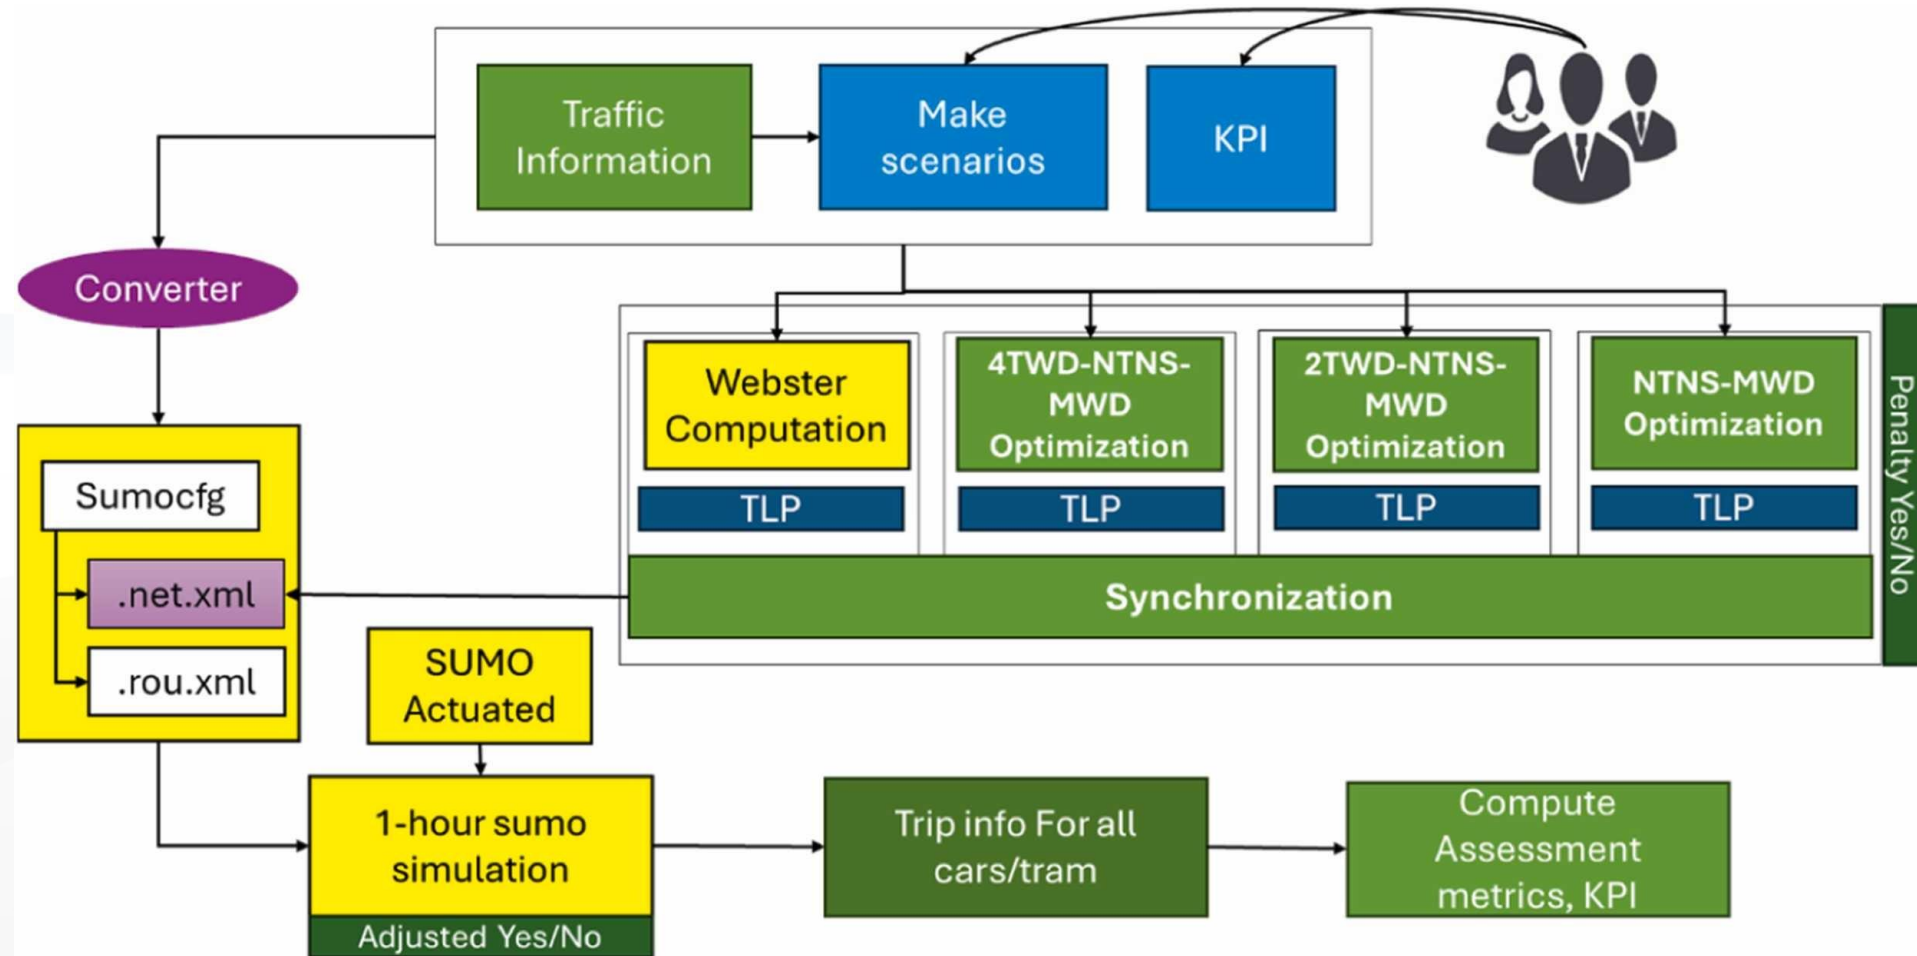 Traffic
Information
Make
scenarios
KPI
Converter
Webster
Computation
4TWD-NTNS-
MWD
Optimization
2TWD-NTNS-
MWD
Optimization
NTNS-MWD
Optimization
Penalty Yes/No
TLP
TLP
TLP
TLP
Sumocfg
.net.xml
.rou.xml
Synchronization
SUMO
Actuated
1-hour sumo
simulation
Adjusted Yes/No
Trip info For all
cars/tram
Compute
Assessment
metrics, KPI